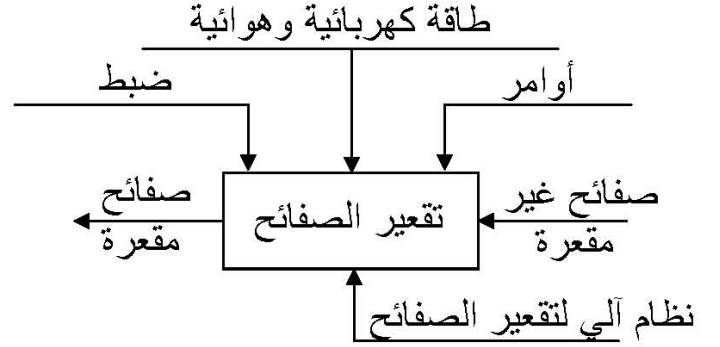 طاقة كهربائية وهوائية
أوامر
ضبط
صفائح غير
مقعرة
تقعير الصفائح
صفائح
مقعرة
نظام آلي لتقعير الصفائح